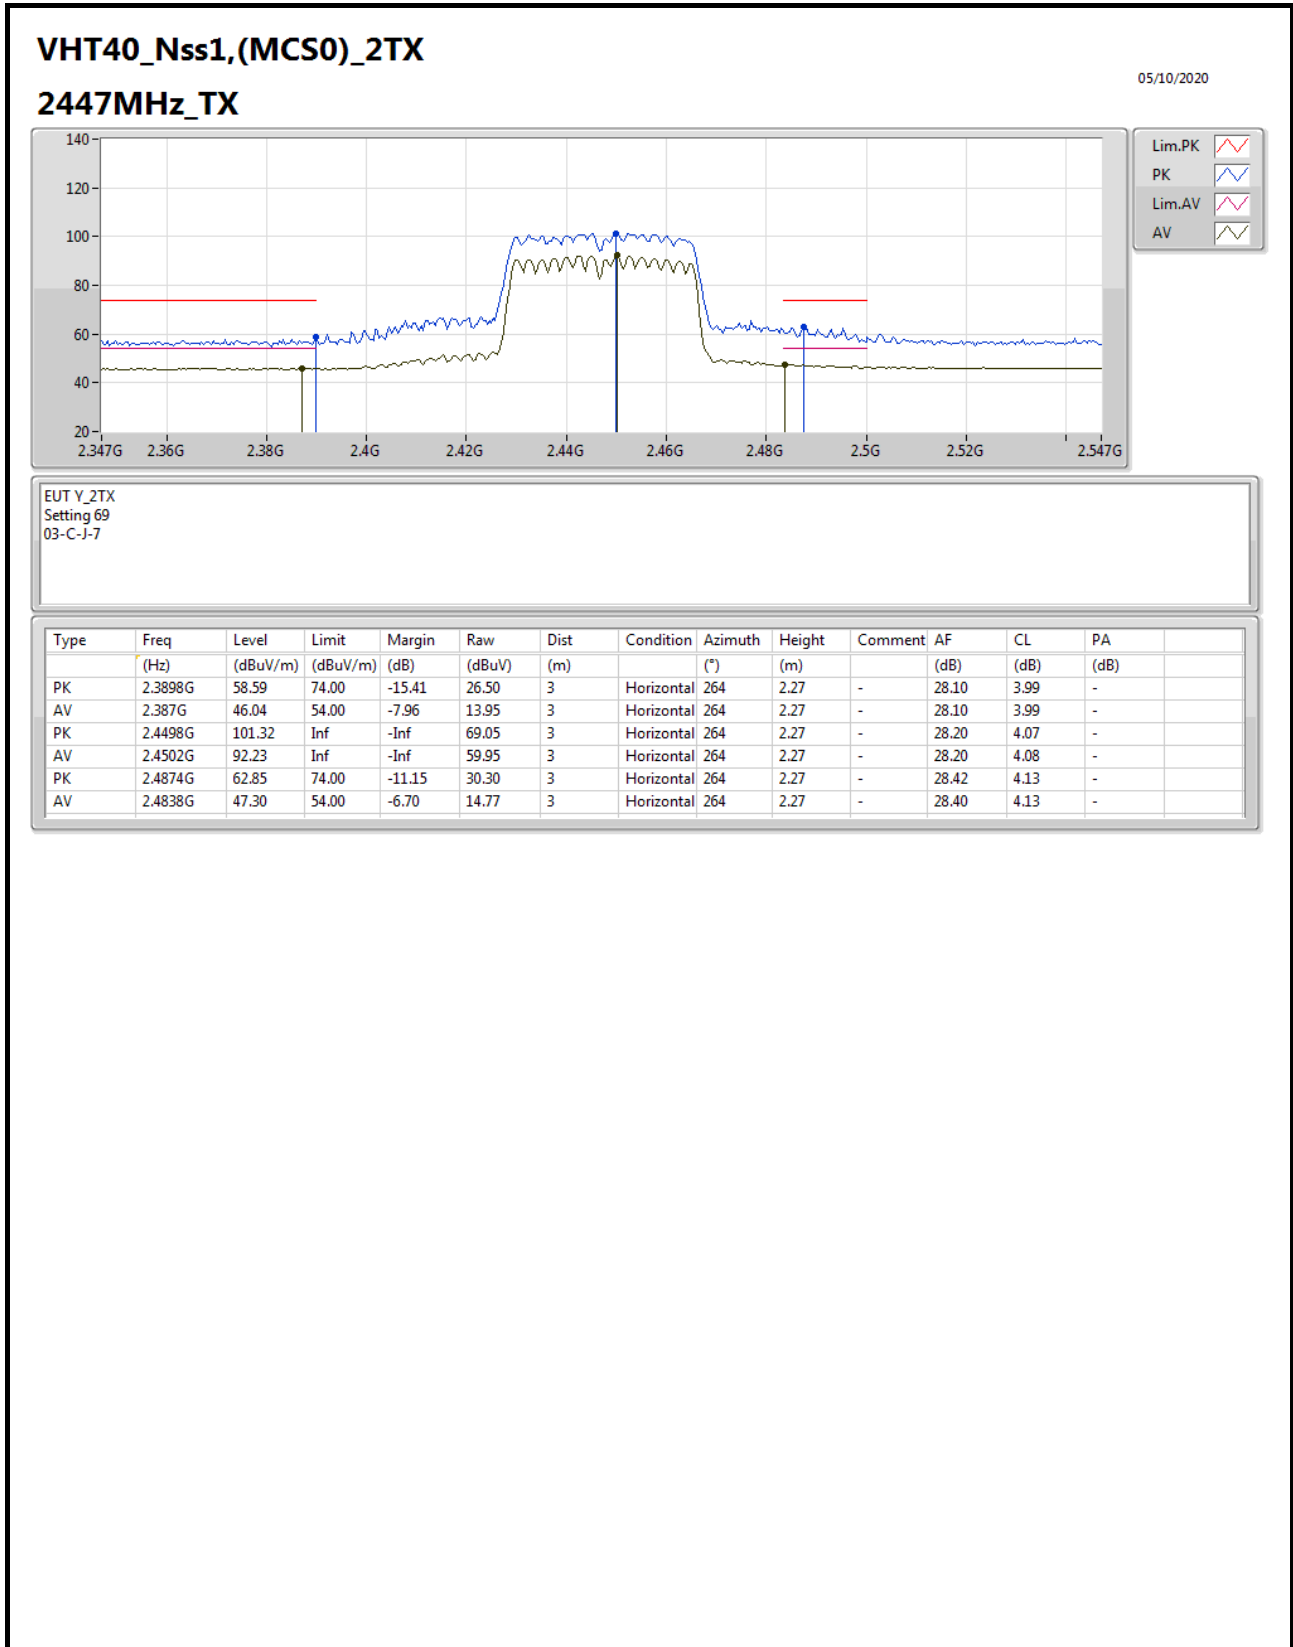 VHT40_Nss1,(MCS0)_2TX
05/10/2020
2447MHz_TX
140
120
100
80
60
40
20
2.347G 2.36G 2.38G 2.4G 2.42G 2.44G 2.46G 2.48G 2.5G 2.52G 2.547G
Lim.PK
PK
Lim.AV
AV
EUT Y_2TX
Setting 69
03-C-J-7
Type Freq Level Limit Margin Raw Dist Condition Azimuth Height Comment AF CL PA
(Hz) (dBuV/m) (dBuV/m) (dB) (dBuV) (m) (°) (m) (dB) (dB) (dB)
PK 2.3898G 58.59 74.00 -15.41 26.50 3 Horizontal 264 2.27 - 28.10 3.99 -
AV 2.387G 46.04 54.00 -7.96 13.95 3 Horizontal 264 2.27 - 28.10 3.99 -
PK 2.4498G 101.32 Inf -Inf 69.05 3 Horizontal 264 2.27 - 28.20 4.07 -
AV 2.4502G 92.23 Inf -Inf 59.95 3 Horizontal 264 2.27 - 28.20 4.08 -
PK 2.4874G 62.85 74.00 -11.15 30.30 3 Horizontal 264 2.27 - 28.42 4.13 -
AV 2.4838G 47.30 54.00 -6.70 14.77 3 Horizontal 264 2.27 - 28.40 4.13 -